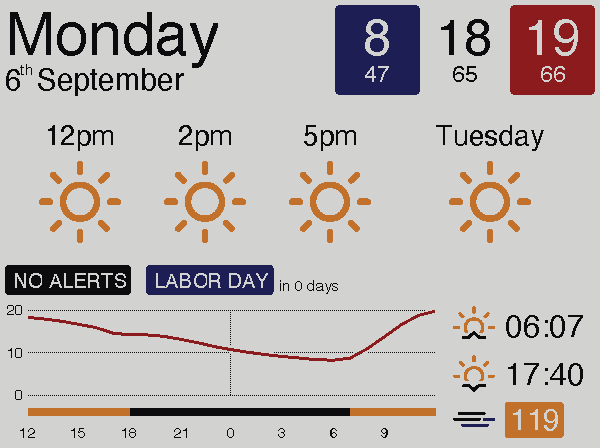 Monday
6th September
8 18 19
47 65 66
12pm 2pm 5pm Tuesday
NO ALERTS LABOR DAY in 0 days
20
10
0
12 15 18 21 0 3 6 9
06:07
17:40
119